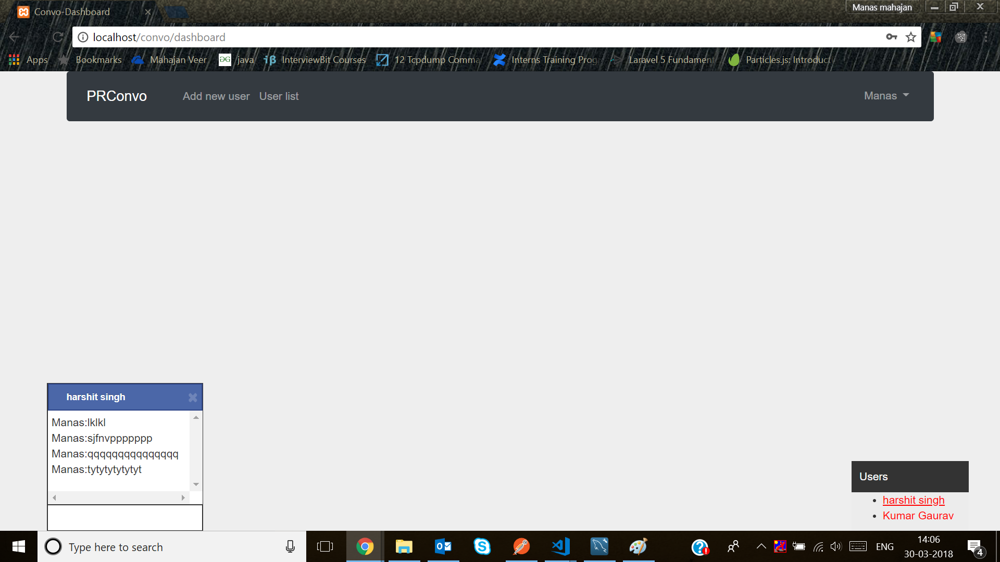 Convo-Dashboard
Manas mahajan
localhost/convo/dashboard
Apps
Bookmarks
Mahajan Veer
java
InterviewBit Courses
12 Tcpdump Comma
Interns Training Prog
Laravel 5 Fundament
Particles.js: Introduct
PRConvo
Add new user
User list
Manas
harshit singh
Manas:lklkl
Manas:sjfnvppppppp
Manas:qqqqqqqqqqqqqqq
Manas:tytytytytytyt
Users
harshit singh
Kumar Gaurav
Type here to search
ENG
14:06
30-03-2018
4